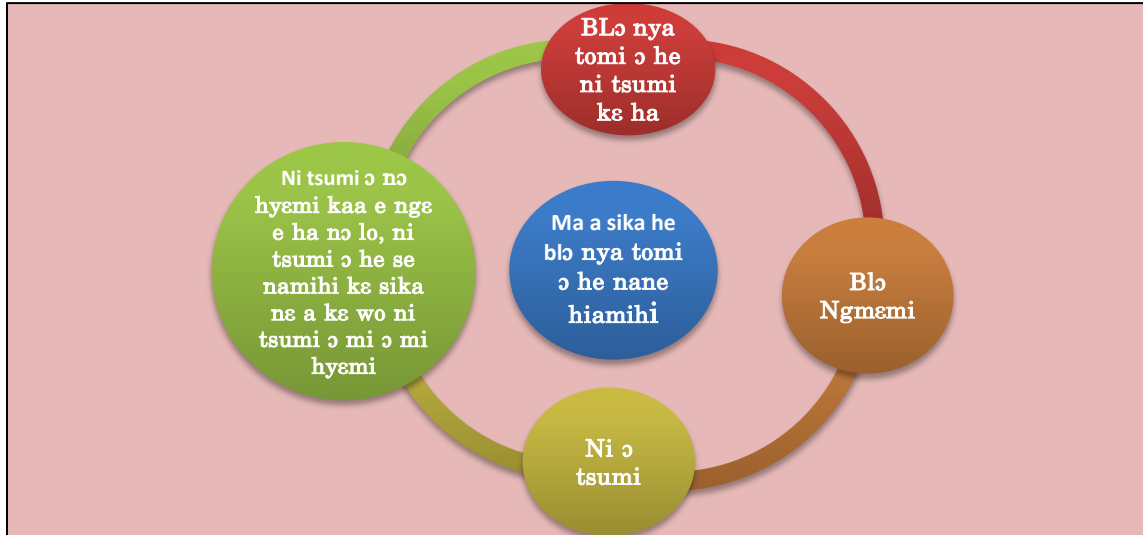 BLɔ nya
tomi ɔ he
ni tsumi
kɛ ha
Ni tsumi ɔ nɔ
hyɛmi kaa e ngɛ
e ha nɔ lo, ni
tsumi ɔ he se
namihi kɛ sika
nɛ a kɛ wo ni
tsumi ɔ mi ɔ mi
hyɛmi
Ma a sika he
blɔ nya tomi
ɔ he nane
hiamihi
Blɔ
Ngmɛmi
Ni ɔ
tsumi